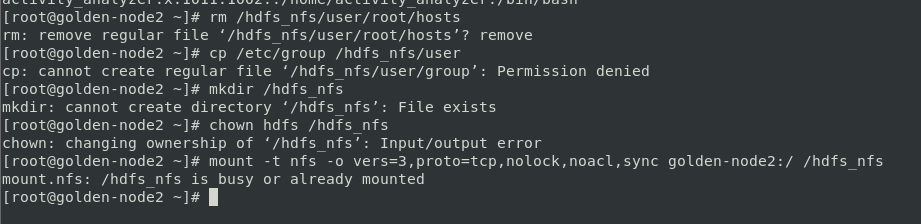 activity_analyzer:x:1011:1002::/home/activity_analyzer:/bin/bash
[root@golden-node2 ~]# rm /hdfs_nfs/user/root/hosts
rm: remove regular file ‘/hdfs_nfs/user/root/hosts’? remove
[root@golden-node2 ~]# cp /etc/group /hdfs_nfs/user
cp: cannot create regular file ‘/hdfs_nfs/user/group’: Permission denied
[root@golden-node2 ~]# mkdir /hdfs_nfs
mkdir: cannot create directory ‘/hdfs_nfs’: File exists
[root@golden-node2 ~]# chown hdfs /hdfs_nfs
chown: changing ownership of ‘/hdfs_nfs’: Input/output error
[root@golden-node2 ~]# mount -t nfs -o vers=3,proto=tcp,nolock,noacl,sync golden-node2:/ /hdfs_nfs
mount.nfs: /hdfs_nfs is busy or already mounted
[root@golden-node2 ~]#